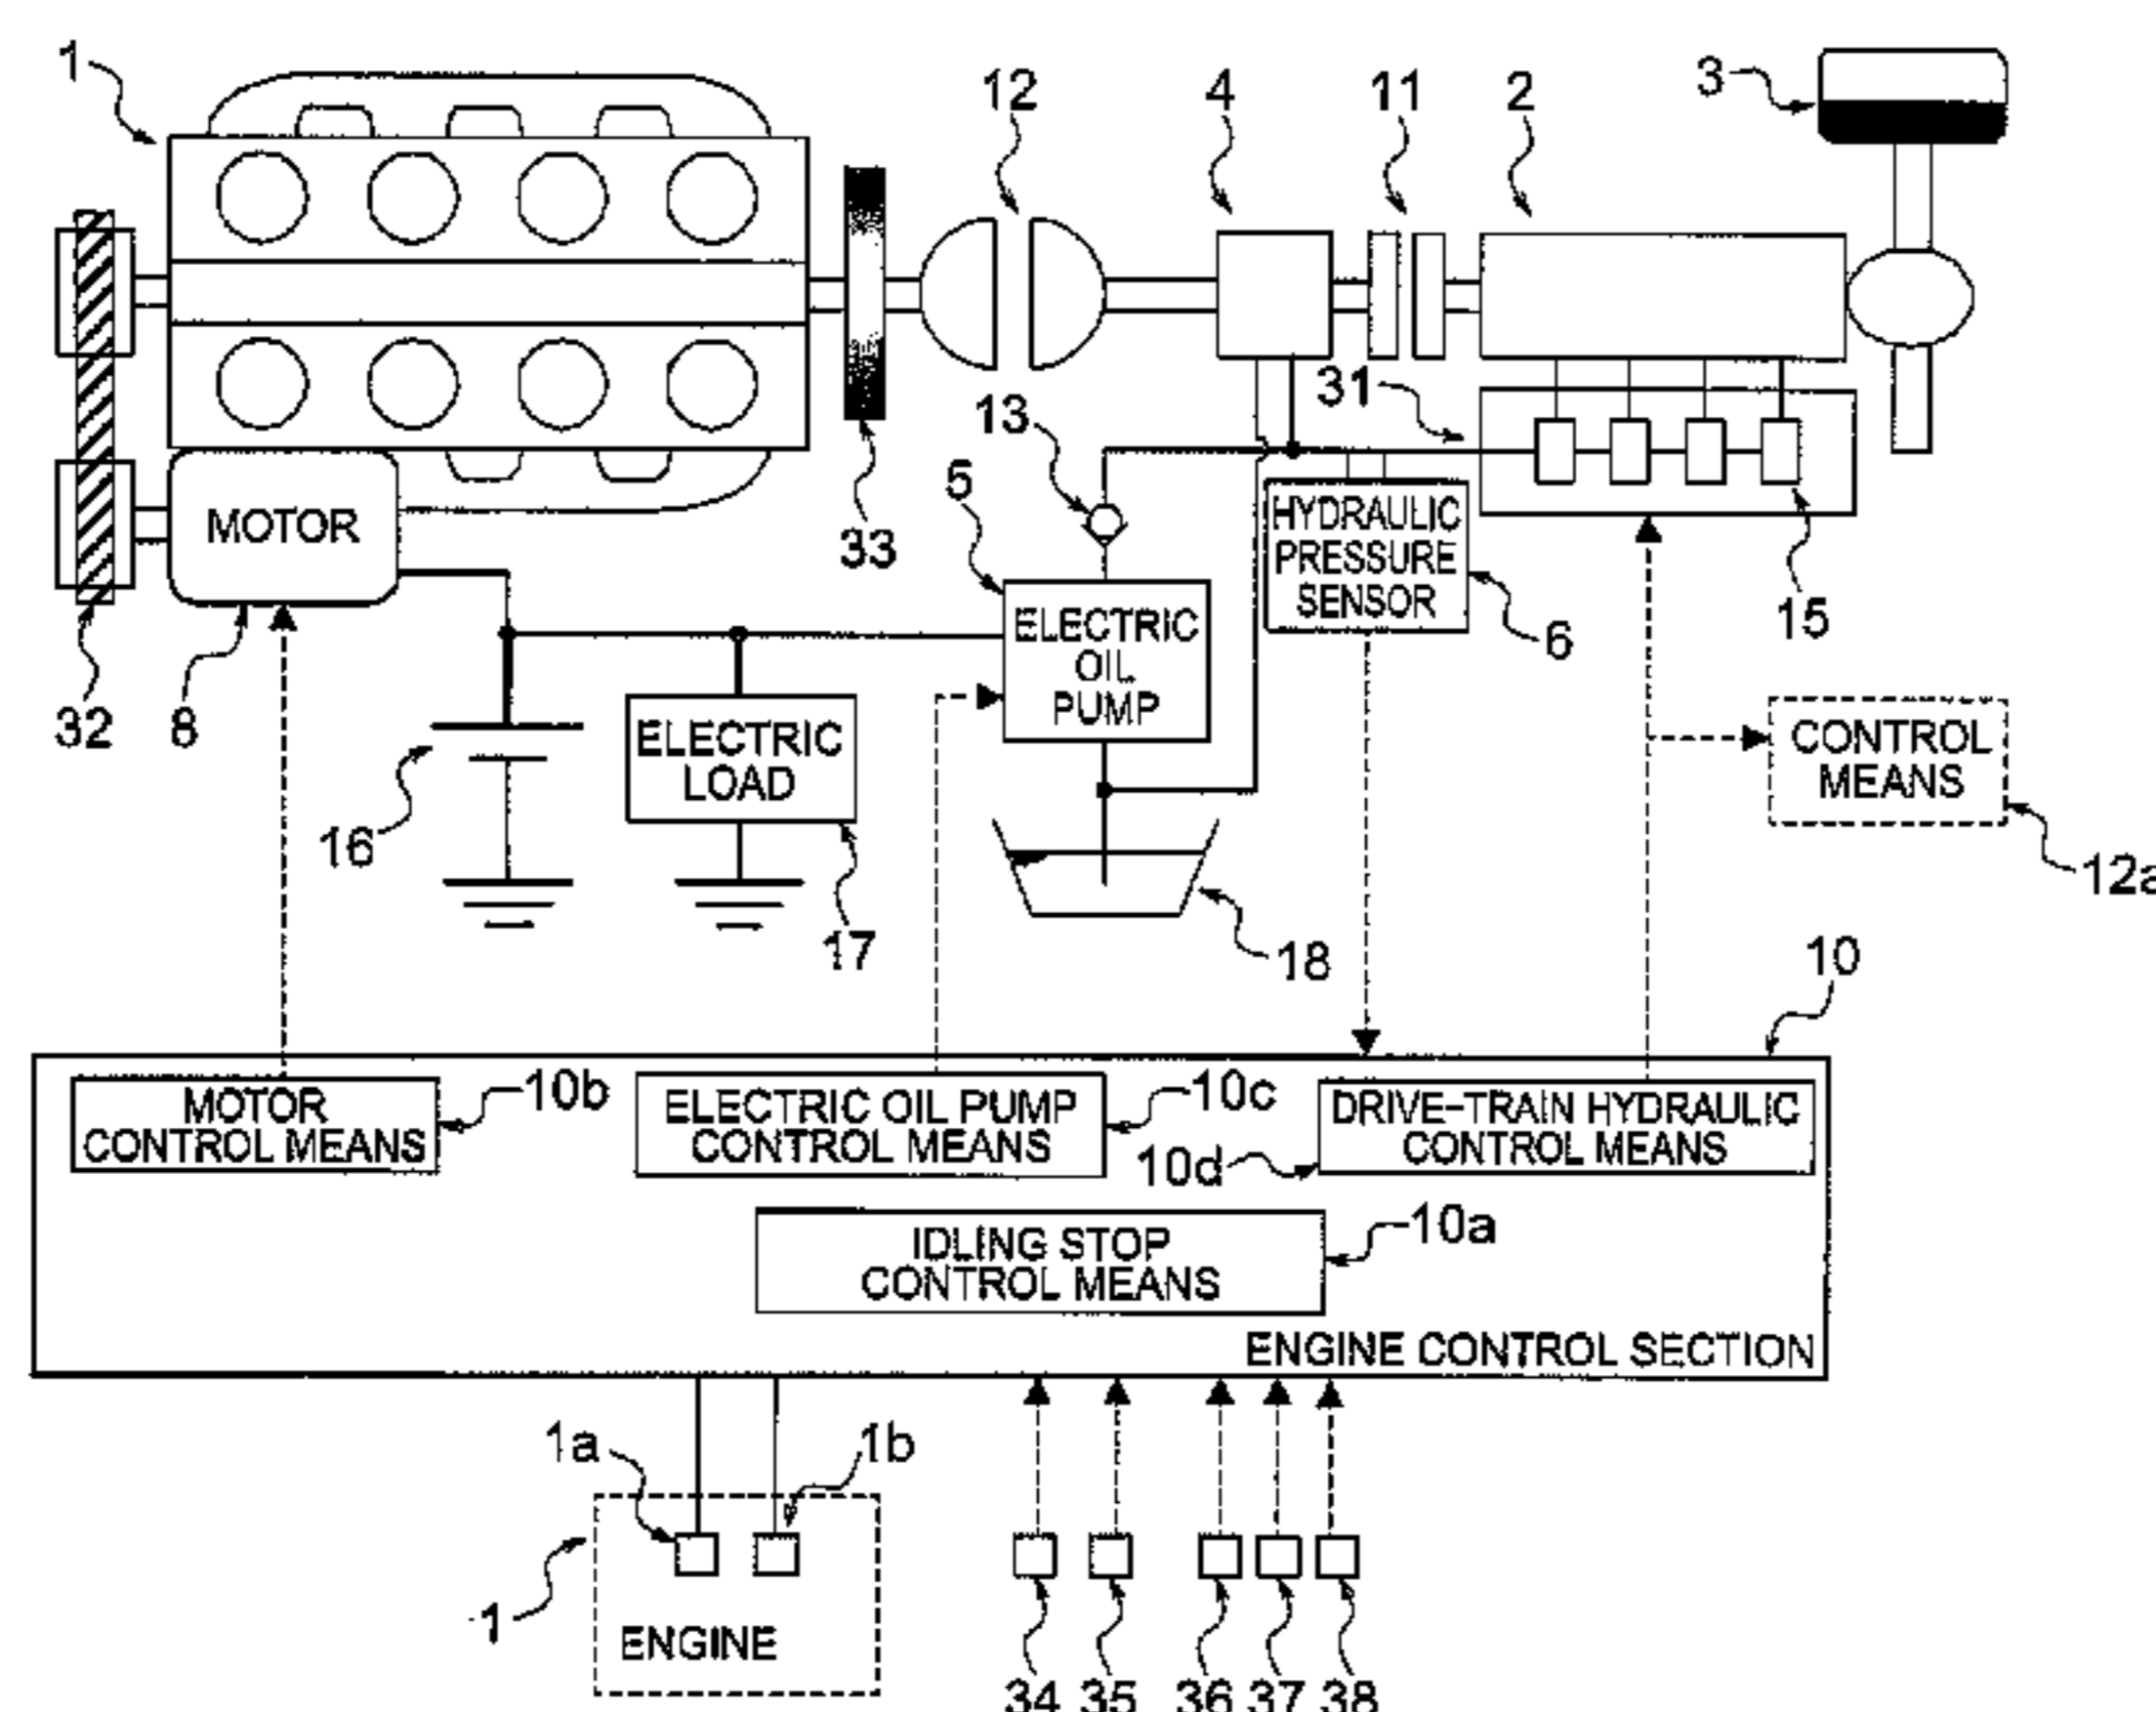 1
12
4
11
2
3
31
13
5
MOTOR
33
HYDRAULIC
PRESSURE
SENSOR
15
6
ELECTRIC
OIL
PUMP
32
8
ELECTRIC
LOAD
CONTROL
MEANS
16
12a
17
18
10
MOTOR
CONTROL MEANS
10b
ELECTRIC OIL PUMP
CONTROL MEANS
10c
DRIVE-TRAIN HYDRAULIC
CONTROL MEANS
10d
IDLING STOP
CONTROL MEANS
10a
ENGINE CONTROL SECTION
1a
1b
1
ENGINE
34
35
36
37
38